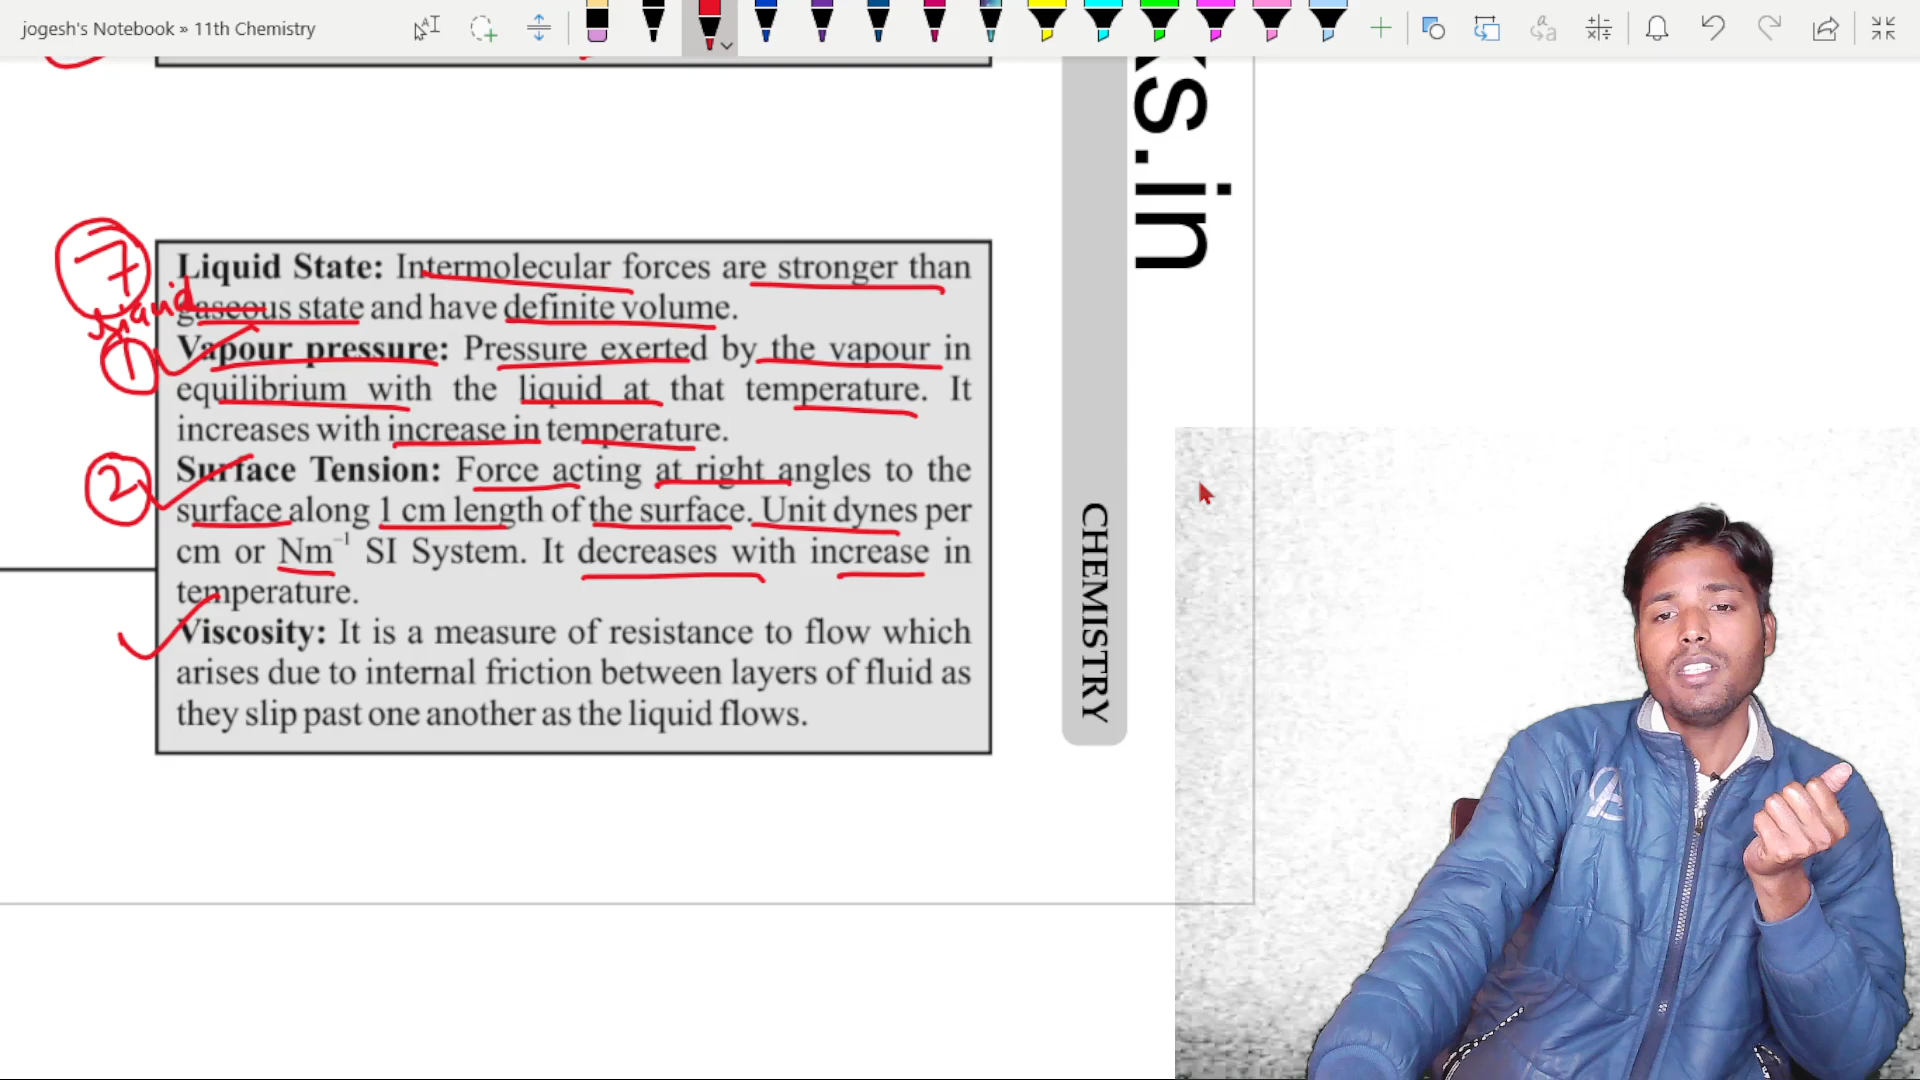 jogesh's Notebook » 11th Chemistry
ks.in
7
Liquid State: Intermolecular forces are stronger than
liquid
gaseous state and have definite volume.
1
Vapour pressure: Pressure exerted by the vapour in
equilibrium with the liquid at that temperature. It
increases with increase in temperature.
2
Surface Tension: Force acting at right angles to the
surface along 1 cm length of the surface. Unit dynes per
cm or Nm⁻¹ SI System. It decreases with increase in
temperature.
Viscosity: It is a measure of resistance to flow which
arises due to internal friction between layers of fluid as
they slip past one another as the liquid flows.
CHEMISTRY